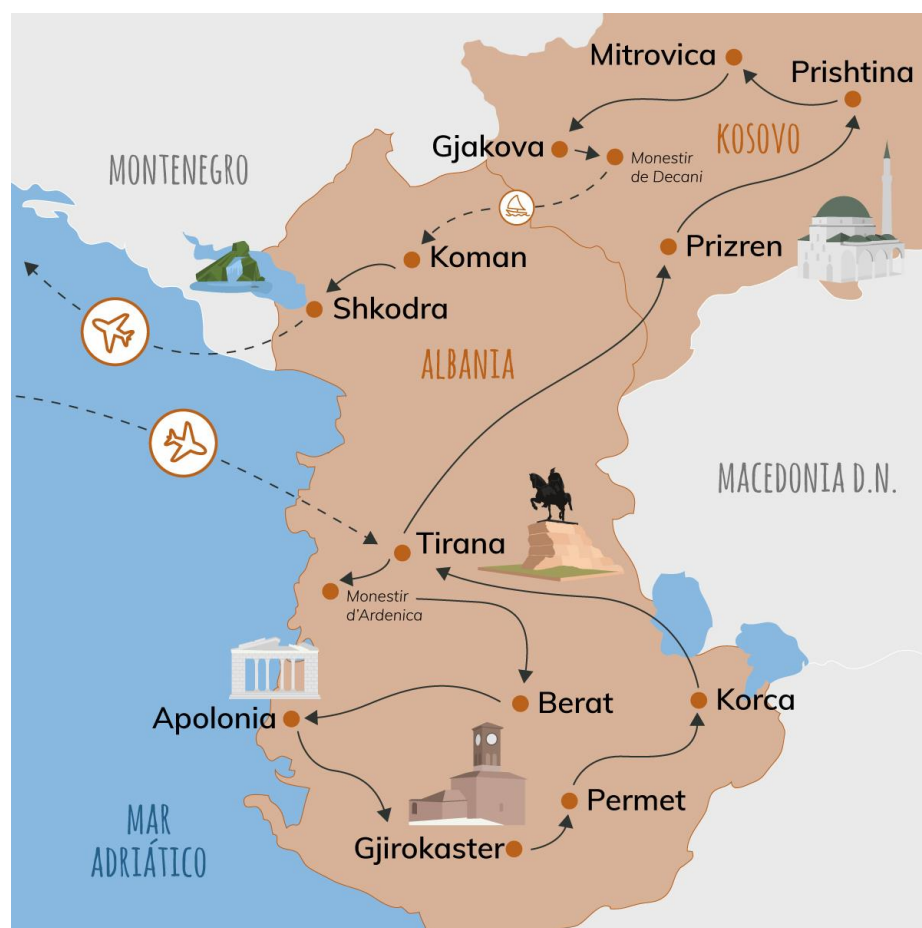 Mitrovica
Prishtina
Gjakova
KOSOVO
Monestir
de Decani
MONTENEGRO
Prizren
Koman
Shkodra
ALBANIA
MACEDONIA D.N.
Tirana
Monestir
d'Ardenica
Berat
Korca
Apolonia
Permet
MAR
ADRIÁTICO
Gjirokaster